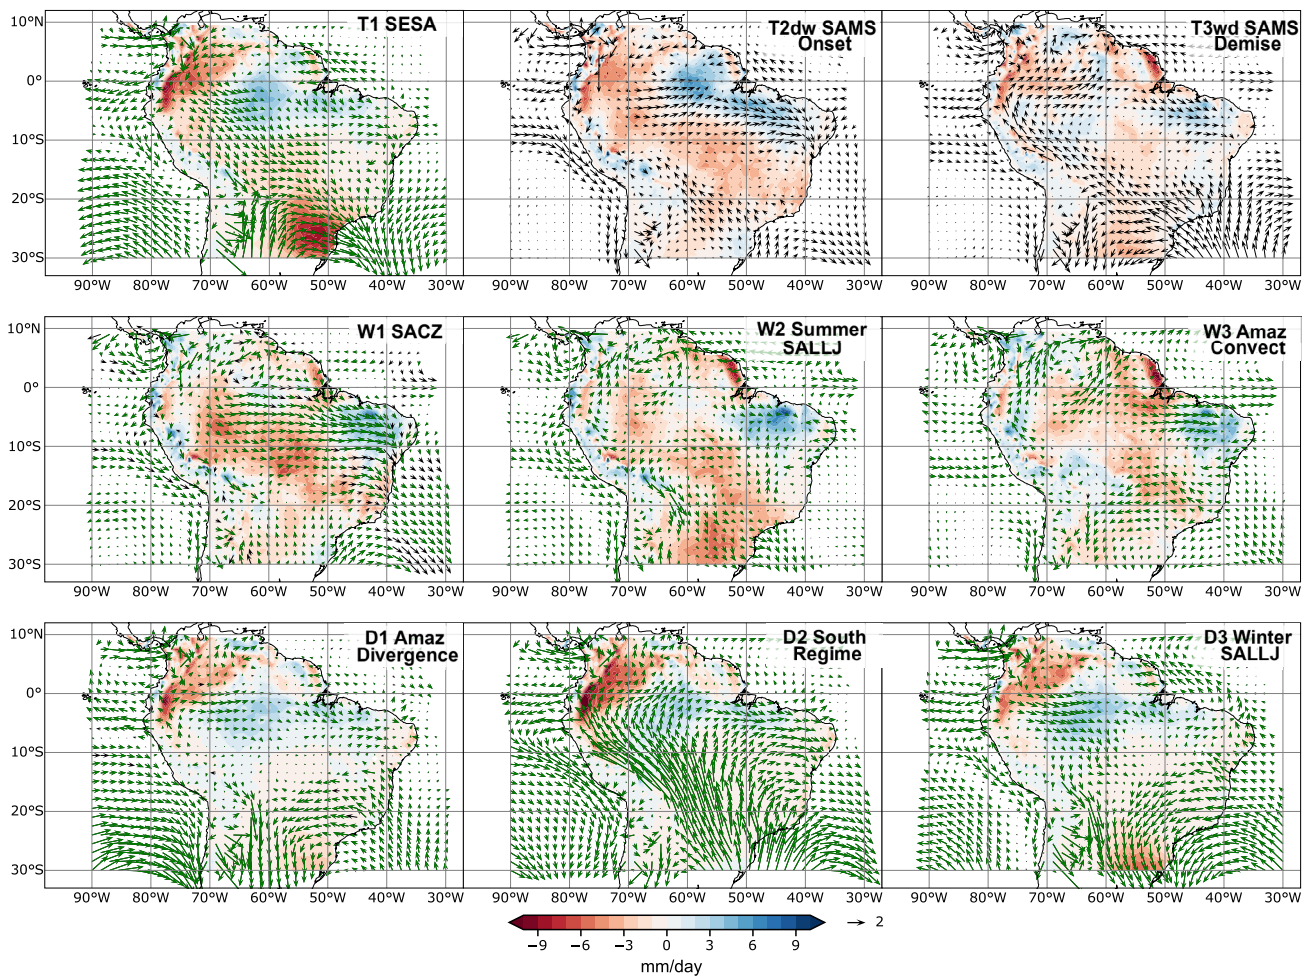 T1 SESA
T2dw SAMS
Onset
T3wd SAMS
Demise
10°N
0°
10°S
20°S
30°S
90°W 80°W 70°W 60°W 50°W 40°W
90°W 80°W 70°W 60°W 50°W 40°W 30°W
90°W 80°W 70°W 60°W 50°W 40°W 30°W
W1 SACZ
W2 Summer
SALLJ
W3 Amaz
Convect
10°N
0°
10°S
20°S
30°S
90°W 80°W 70°W 60°W 50°W 40°W
90°W 80°W 70°W 60°W 50°W 40°W 30°W
90°W 80°W 70°W 60°W 50°W 40°W 30°W
D1 Amaz
Divergence
D2 South
Regime
D3 Winter
SALLJ
10°N
0°
10°S
20°S
30°S
90°W 80°W 70°W 60°W 50°W 40°W
90°W 80°W 70°W 60°W 50°W 40°W 30°W
90°W 80°W 70°W 60°W 50°W 40°W 30°W
−9 −6 −3 0 3 6 9
2
mm/day